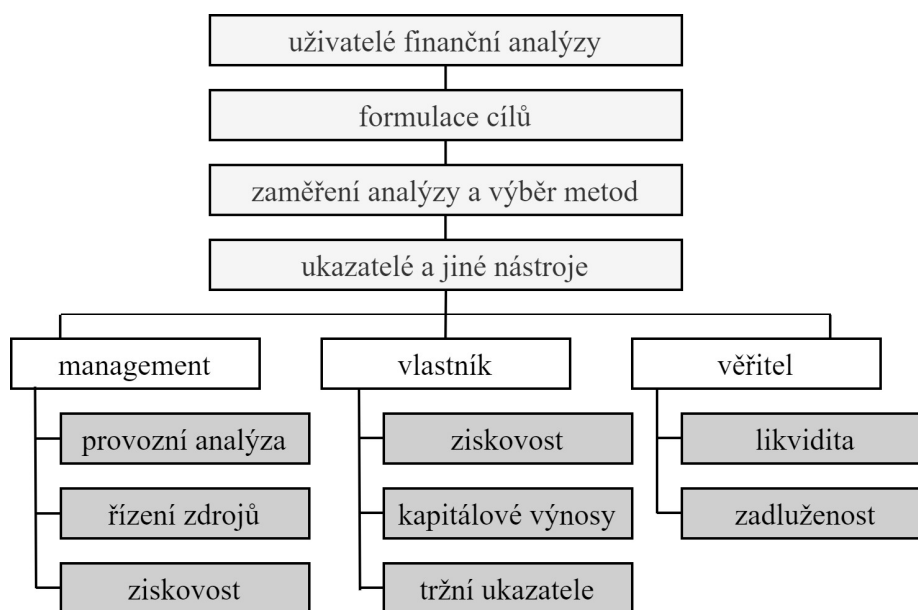 uživatelé finanční analýzy
formulace cílů
zaměření analýzy a výběr metod
ukazatelé a jiné nástroje
management
provozní analýza
řízení zdrojů
ziskovost
vlastník
ziskovost
kapitálové výnosy
tržní ukazatele
věřitel
likvidita
zadluženost